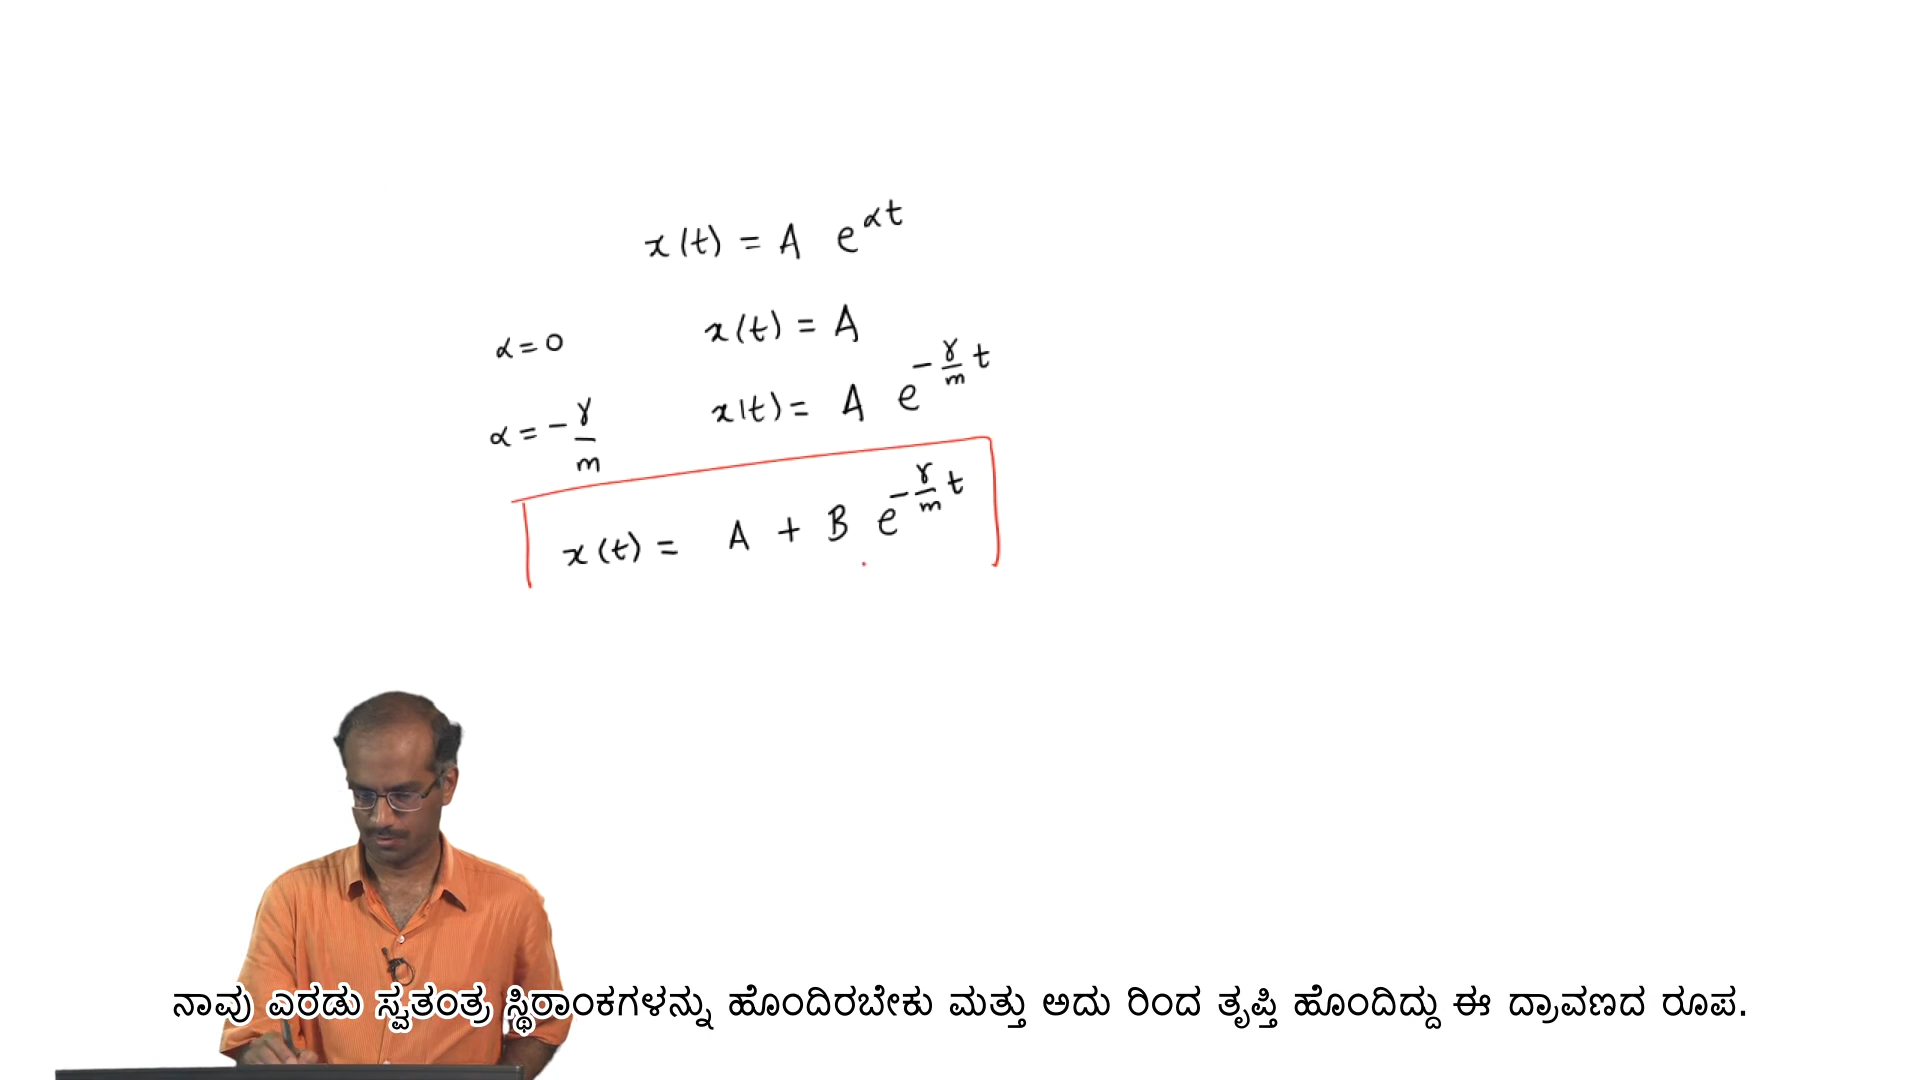 x(t) = A e^{αt}
α = 0 x(t) = A
α = -γ/m x(t) = A e^{-γ/m t}
x(t) = A + B e^{-γ/m t}
ನಾವು ಎರಡು ಸ್ವತಂತ್ರ ಸ್ಥಿರಾಂಕಗಳನ್ನು ಹೊಂದಿರಬೇಕು ಮತ್ತು ಅದು ರಿಂದ ತೃಪ್ತಿ ಹೊಂದಿದ್ದು ಈ ದ್ರಾವಣದ ರೂಪ.